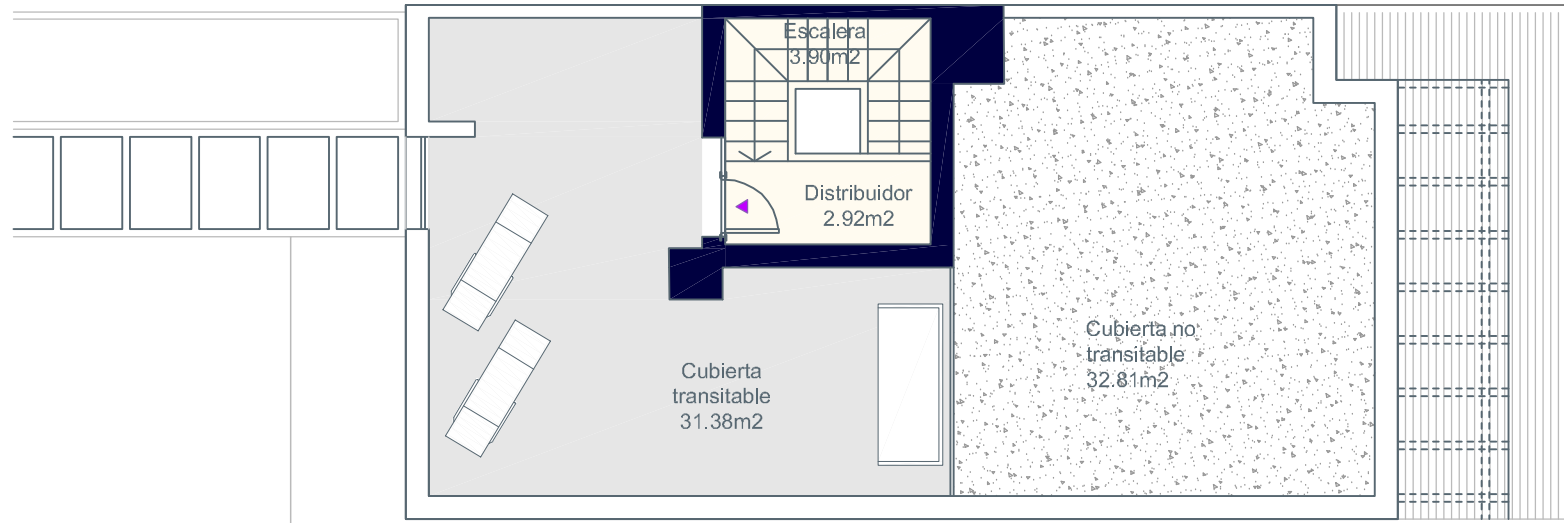 Escalera
3.90m2
Distribuidor
2.92m2
Cubierta
transitable
31.38m2
Cubierta no
transitable
32.81m2